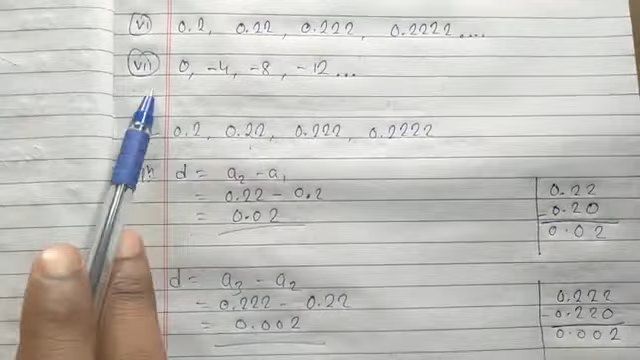 (vi) 0.2, 0.22, 0.222, 0.2222....
(vii) 0, -4, -8, -12...
0.2, 0.22, 0.222, 0.2222
d = a₂ - a₁
= 0.22 - 0.2
= 0.02
0.22
- 0.20
0.02
d = a₃ - a₂
= 0.222 - 0.22
= 0.002
0.222
- 0.220
0.002